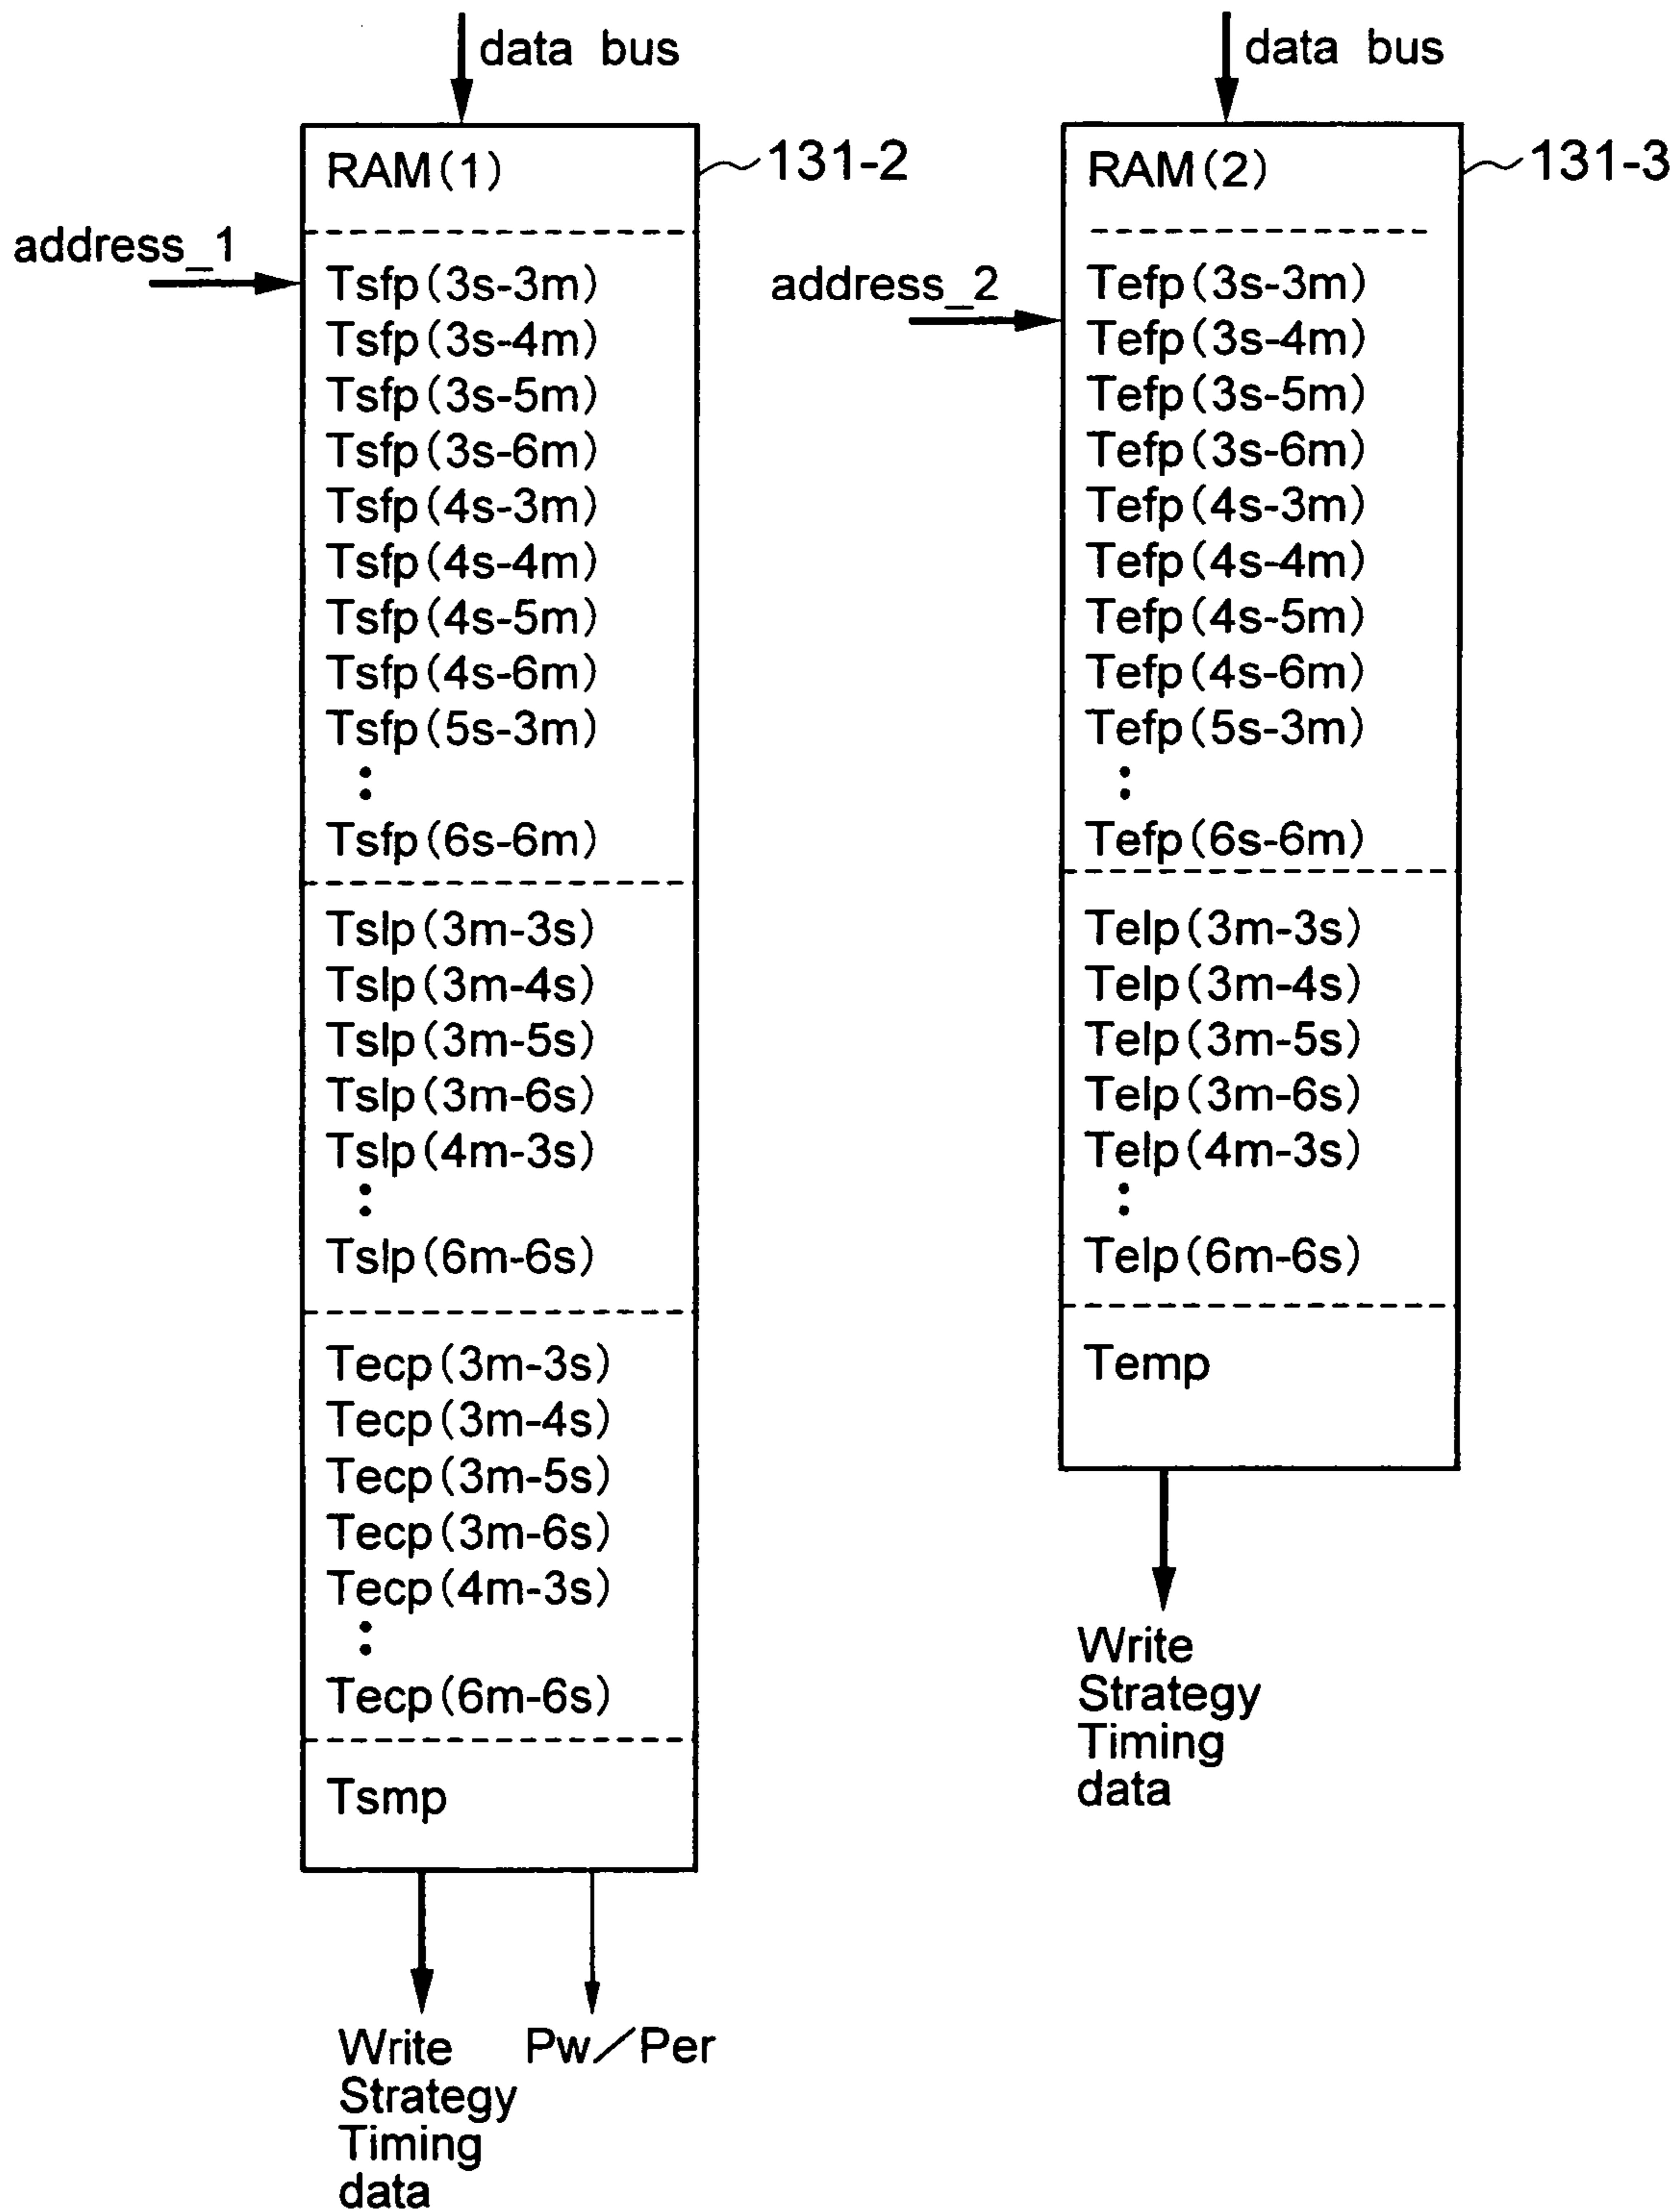 data bus
RAM(1)
131-2
address_1
Tsfp(3s-3m)
Tsfp(3s-4m)
Tsfp(3s-5m)
Tsfp(3s-6m)
Tsfp(4s-3m)
Tsfp(4s-4m)
Tsfp(4s-5m)
Tsfp(4s-6m)
Tsfp(5s-3m)
⋮
Tsfp(6s-6m)
Tslp(3m-3s)
Tslp(3m-4s)
Tslp(3m-5s)
Tslp(3m-6s)
Tslp(4m-3s)
⋮
Tslp(6m-6s)
Tecp(3m-3s)
Tecp(3m-4s)
Tecp(3m-5s)
Tecp(3m-6s)
Tecp(4m-3s)
⋮
Tecp(6m-6s)
Tsmp
Write
Strategy
Timing
data
Pw/Per
data bus
RAM(2)
131-3
address_2
Tefp(3s-3m)
Tefp(3s-4m)
Tefp(3s-5m)
Tefp(3s-6m)
Tefp(4s-3m)
Tefp(4s-4m)
Tefp(4s-5m)
Tefp(4s-6m)
Tefp(5s-3m)
⋮
Tefp(6s-6m)
Telp(3m-3s)
Telp(3m-4s)
Telp(3m-5s)
Telp(3m-6s)
Telp(4m-3s)
⋮
Telp(6m-6s)
Temp
Write
Strategy
Timing
data